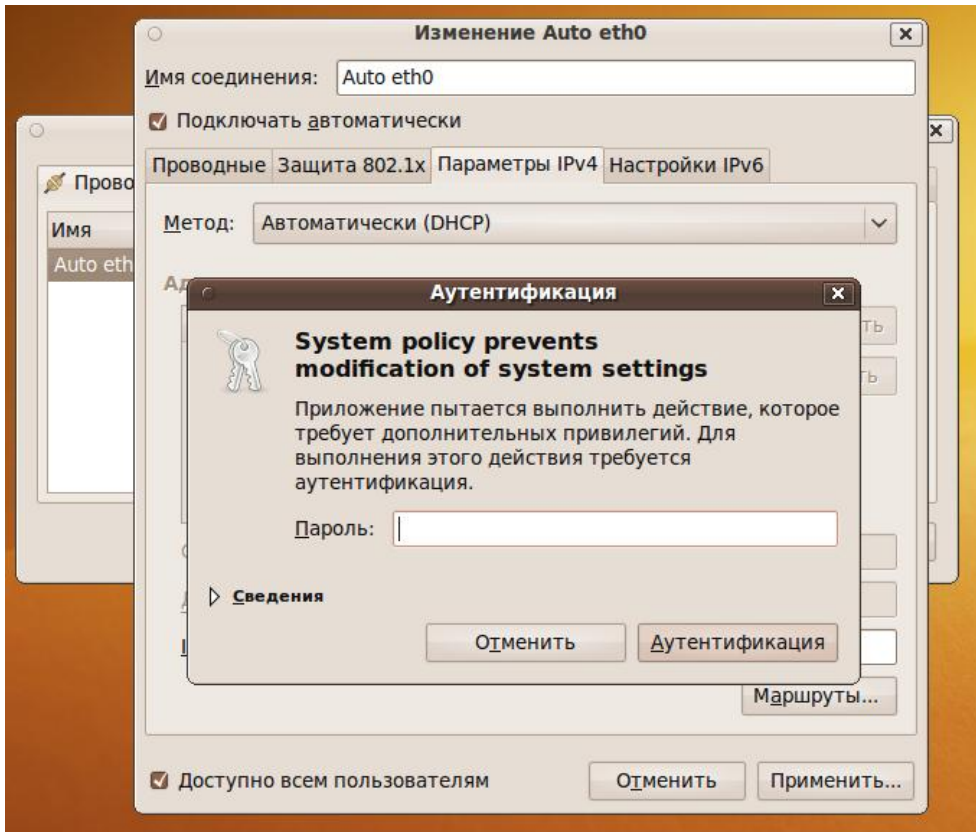 Изменение Auto eth0
Имя соединения: Auto eth0
Подключать автоматически
Проводные Защита 802.1x Параметры IPv4 Настройки IPv6
Метод: Автоматически (DHCP)
Имя
Auto eth
Аутентификация
System policy prevents
modification of system settings
Приложение пытается выполнить действие, которое
требует дополнительных привилегий. Для
выполнения этого действия требуется
аутентификация.
Пароль:
Сведения
Отменить Аутентификация
Маршруты...
Доступно всем пользователям Отменить Применить...